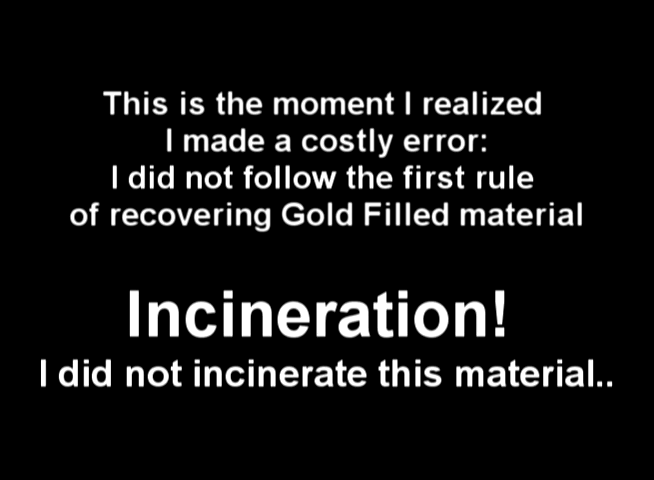 This is the moment I realized
I made a costly error:
I did not follow the first rule
of recovering Gold Filled material
Incineration!
I did not incinerate this material..